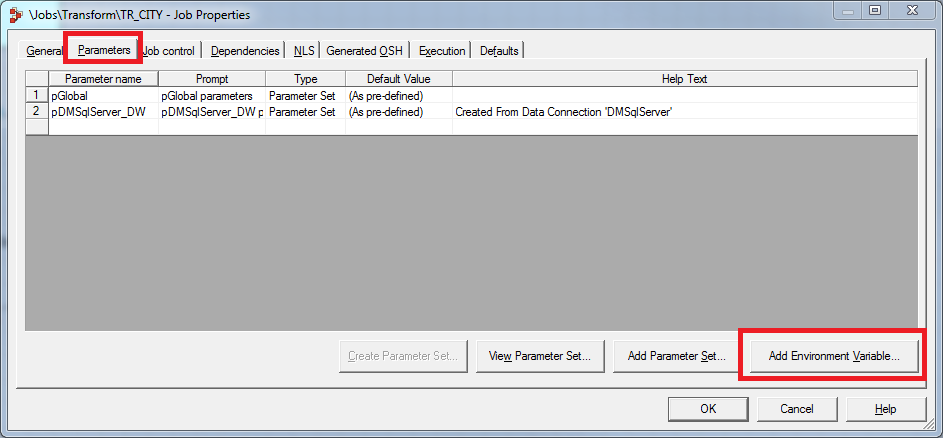 \Jobs\Transform\TR_CITY - Job Properties
General Parameters Job control Dependencies NLS Generated OSH Execution Defaults
Parameter name Prompt Type Default Value Help Text
1 pGlobal pGlobal parameters Parameter Set (As pre-defined)
2 pDMSqlServer_DW pDMSqlServer_DW p Parameter Set (As pre-defined) Created From Data Connection 'DMSqlServer'
Create Parameter Set... View Parameter Set... Add Parameter Set... Add Environment Variable...
OK Cancel Help